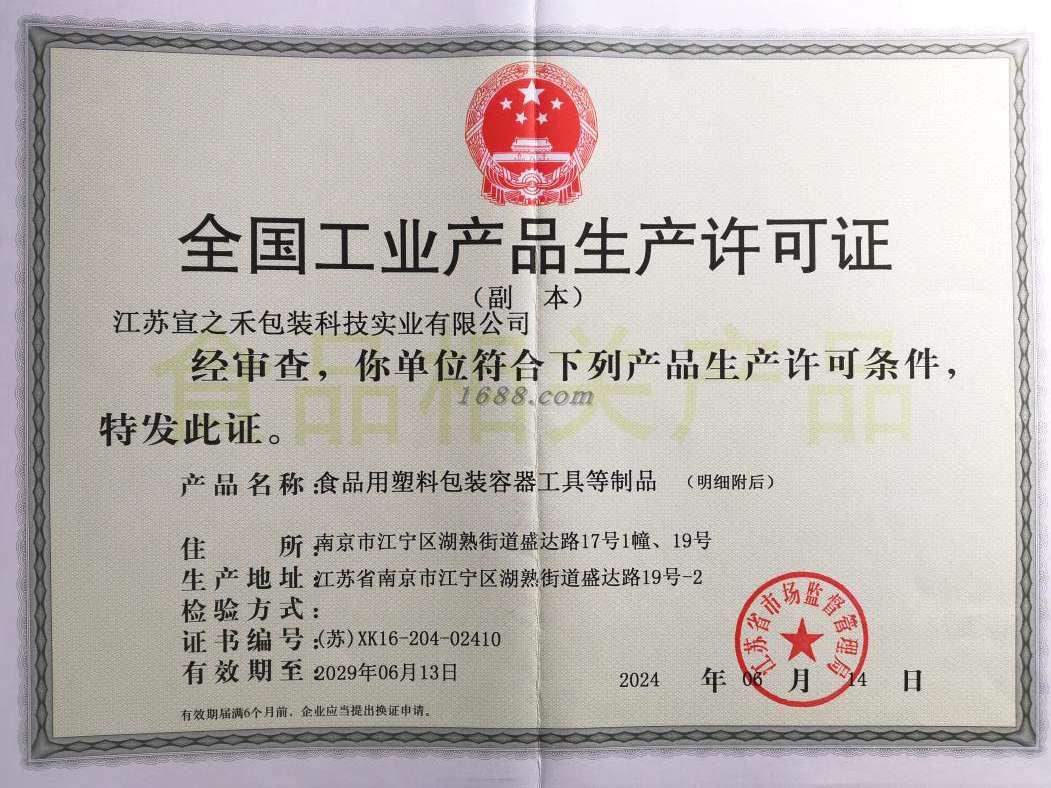 全国工业产品生产许可证
（副 本）
江苏宣之禾包装科技实业有限公司
经审查，你单位符合下列产品生产许可条件，
特发此证。
食品相关产品
1688.com
产品名称：食品用塑料包装容器工具等制品 （明细附后）
住 所：南京市江宁区湖熟街道盛达路17号1幢、19号
生产地址：江苏省南京市江宁区湖熟街道盛达路19号-2
检验方式：
证书编号：(苏)XK16-204-02410
有效期至：2029年06月13日
2024 年 06 月 14 日
江苏省市场监督管理局
有效期届满6个月前，企业应当提出换证申请。